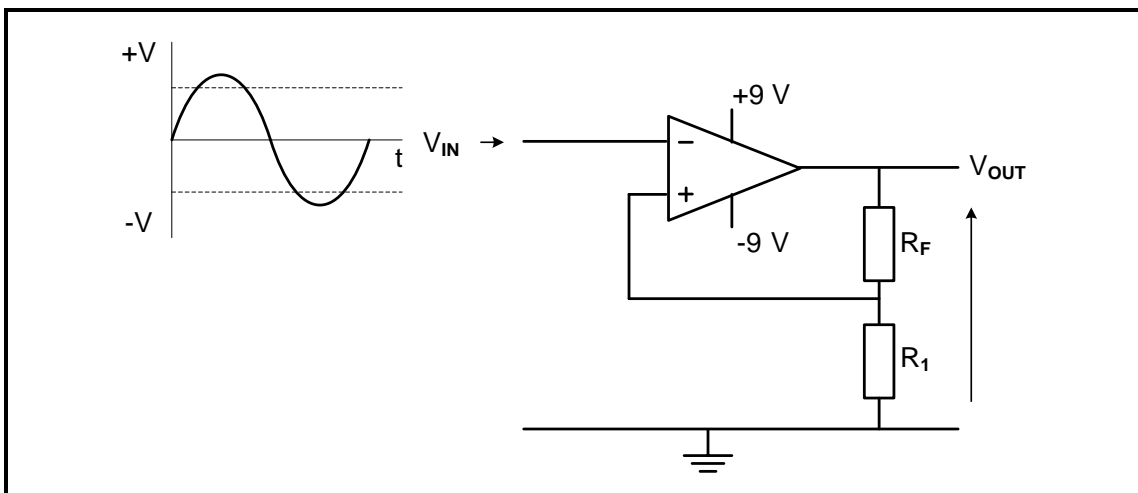 +V
t
-V
V_IN
-
+
+9 V
-9 V
V_OUT
R_F
R_1